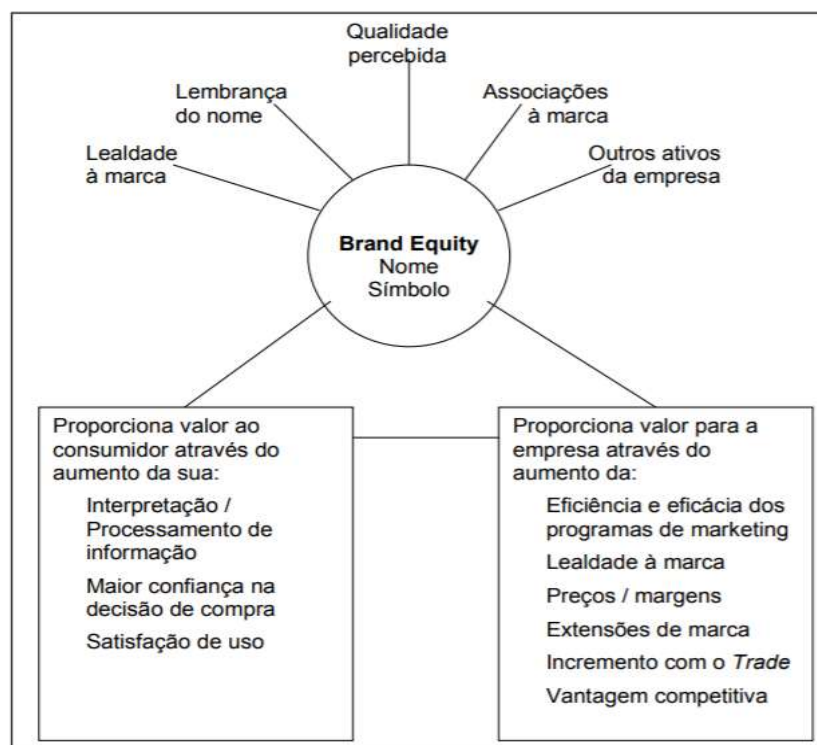 Qualidade
percebida
Lembrança
do nome
Associações
à marca
Lealdade
à marca
Outros ativos
da empresa
Brand Equity
Nome
Símbolo
Proporciona valor ao
consumidor através do
aumento da sua:
Interpretação /
Processamento de
informação
Maior confiança na
decisão de compra
Satisfação de uso
Proporciona valor para a
empresa através do
aumento da:
Eficiência e eficácia dos
programas de marketing
Lealdade à marca
Preços / margens
Extensões de marca
Incremento com o Trade
Vantagem competitiva